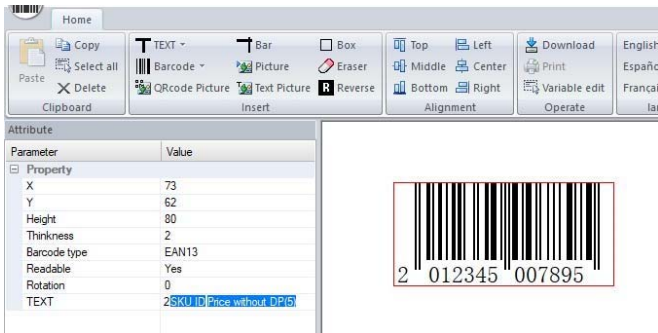 Home
Copy
Select all
Delete
Paste
Clipboard
TEXT
Bar
Box
Barcode
Picture
Eraser
QRcode Picture
Text Picture
R Reverse
Insert
Top
Left
Middle
Center
Bottom
Right
Alignment
Download
Print
Variable edit
Operate
English
Españo
Françai
lan
Attribute
Parameter Value
Property
X 73
Y 62
Height 80
Thinkness 2
Barcode type EAN13
Readable Yes
Rotation 0
TEXT 2SKU ID|Price without DP(5)
2 012345 007895